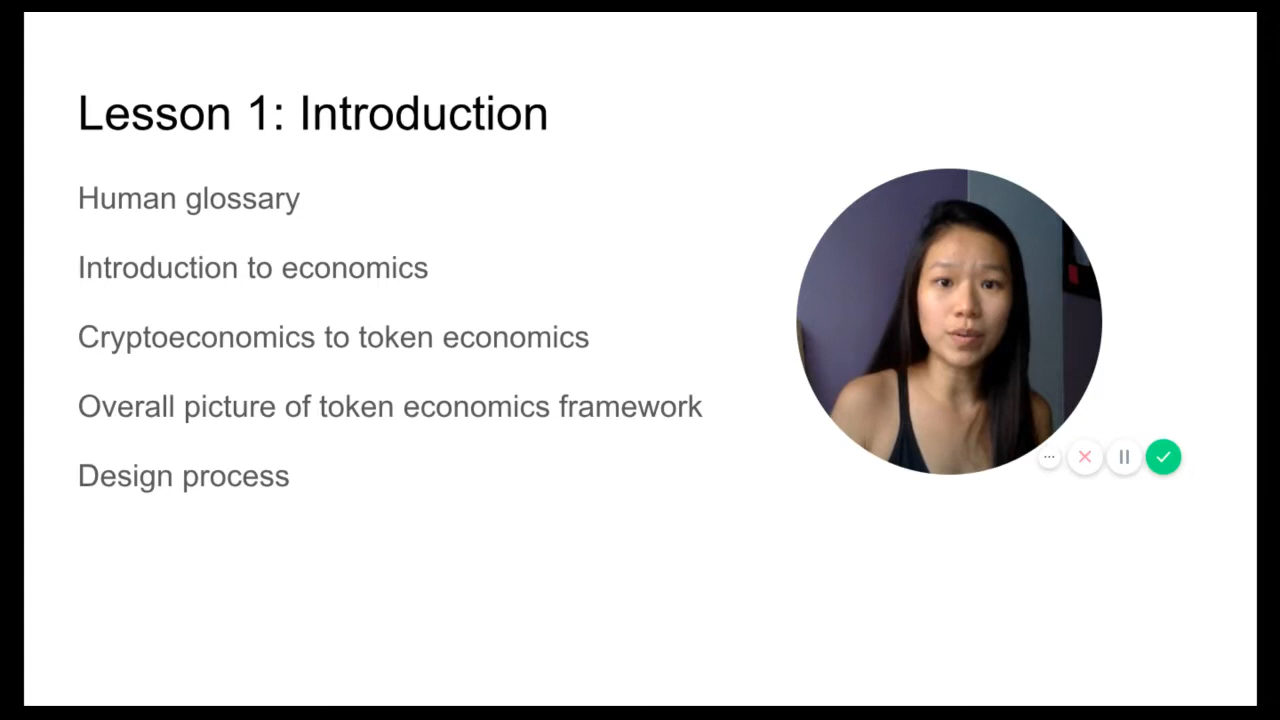 Lesson 1: Introduction
Human glossary
Introduction to economics
Cryptoeconomics to token economics
Overall picture of token economics framework
Design process